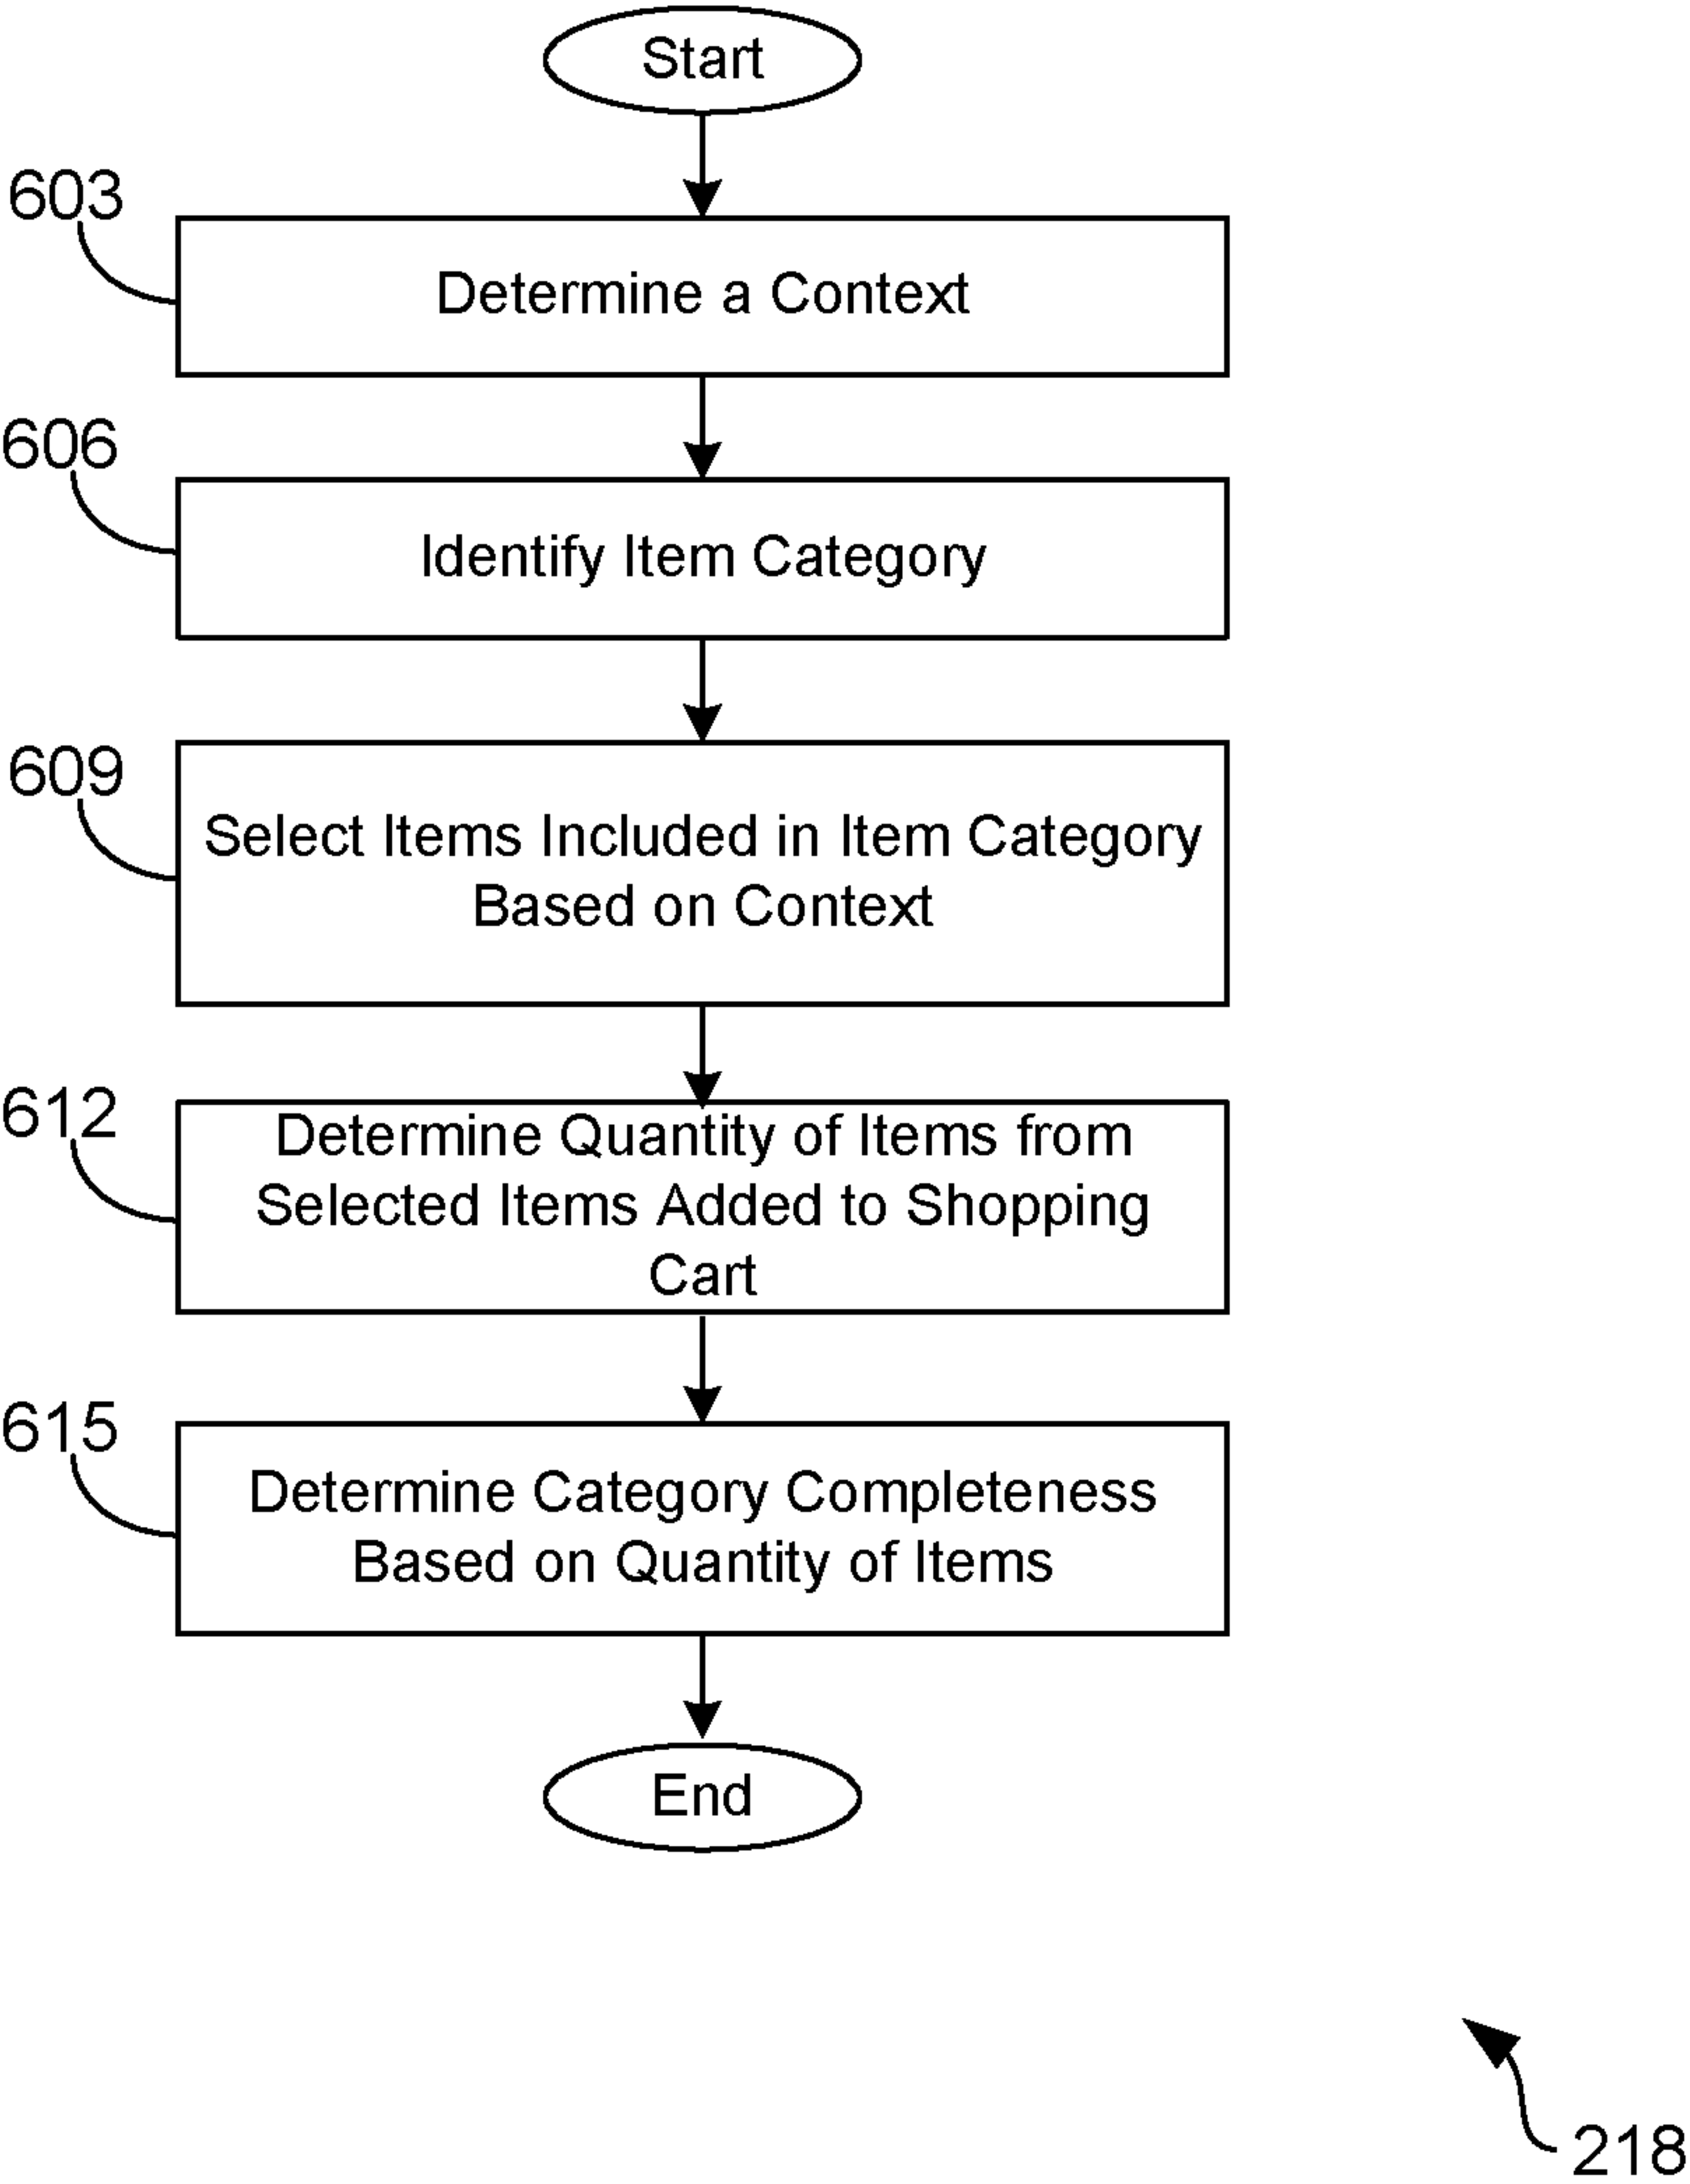 Start
603
Determine a Context
606
Identify Item Category
609
Select Items Included in Item Category
Based on Context
612
Determine Quantity of Items from
Selected Items Added to Shopping
Cart
615
Determine Category Completeness
Based on Quantity of Items
End
218